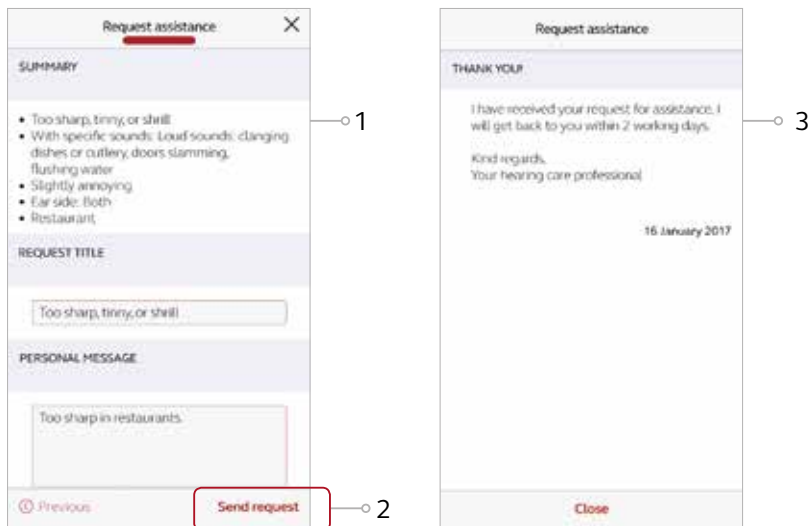 Request assistance
SUMMARY
• Too sharp, tinny, or shrill
• With specific sounds: Loud sounds: clanging
dishes or cutlery, doors slamming,
flushing water
• Slightly annoying
• Ear side: Both
• Restaurant
REQUEST TITLE
Too sharp, tinny, or shrill
PERSONAL MESSAGE
Too sharp in restaurants.
Previous
Send request
1
2
Request assistance
THANK YOU!
I have received your request for assistance. I
will get back to you within 2 working days.
Kind regards,
Your hearing care professional
16 January 2017
Close
3